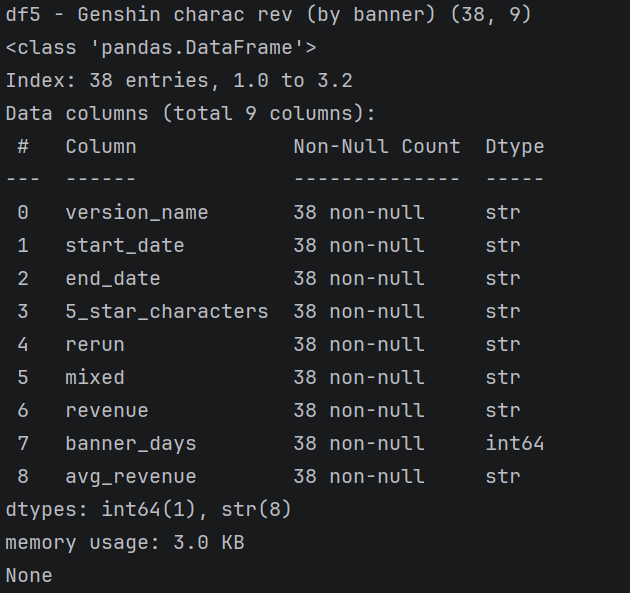 df5 - Genshin charac rev (by banner) (38, 9)
<class 'pandas.DataFrame'>
Index: 38 entries, 1.0 to 3.2
Data columns (total 9 columns):
 #   Column             Non-Null Count  Dtype
---  ------             --------------  -----
 0   version_name       38 non-null     str
 1   start_date         38 non-null     str
 2   end_date           38 non-null     str
 3   5_star_characters  38 non-null     str
 4   rerun              38 non-null     str
 5   mixed              38 non-null     str
 6   revenue            38 non-null     str
 7   banner_days        38 non-null     int64
 8   avg_revenue        38 non-null     str
dtypes: int64(1), str(8)
memory usage: 3.0 KB
None